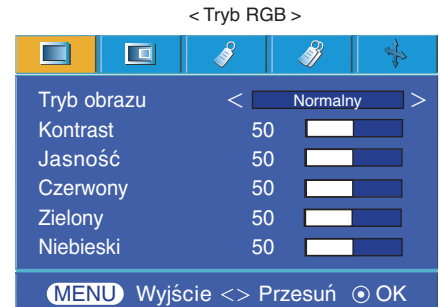 < Tryb RGB >
Tryb obrazu < Normalny >
Kontrast 50
Jasność 50
Czerwony 50
Zielony 50
Niebieski 50
MENU Wyjście <> Przesuń ⊙ OK